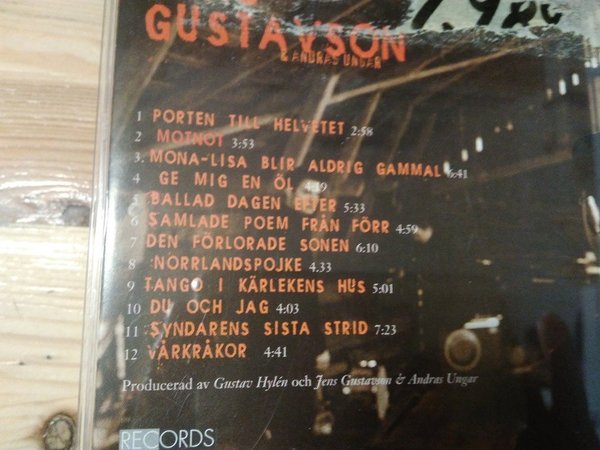 GUSTAVSON
& ANDRAS UNGAR
1 PORTEN TILL HELVETET 2:58
2 MOTNOT 3:53
3. MONA-LISA BLIR ALDRIG GAMMAL 6:41
4 GE MIG EN ÖL 4:19
5 BALLAD DAGEN EFTER 5:33
6 SAMLADE POEM FRÅN FÖRR 4:59
7 DEN FÖRLORADE SONEN 6:10
8 NORRLANDSPOJKE 4.33
9 TANGO I KÄRLEKENS HUS 5:01
10 DU OCH JAG 4:03
11 SYNDARENS SISTA STRID 7:23
12 VÅRKRÅKOR 4:41
Producerad av Gustav Hylén och Jens Gustavson & Andras Ungar
RECORDS